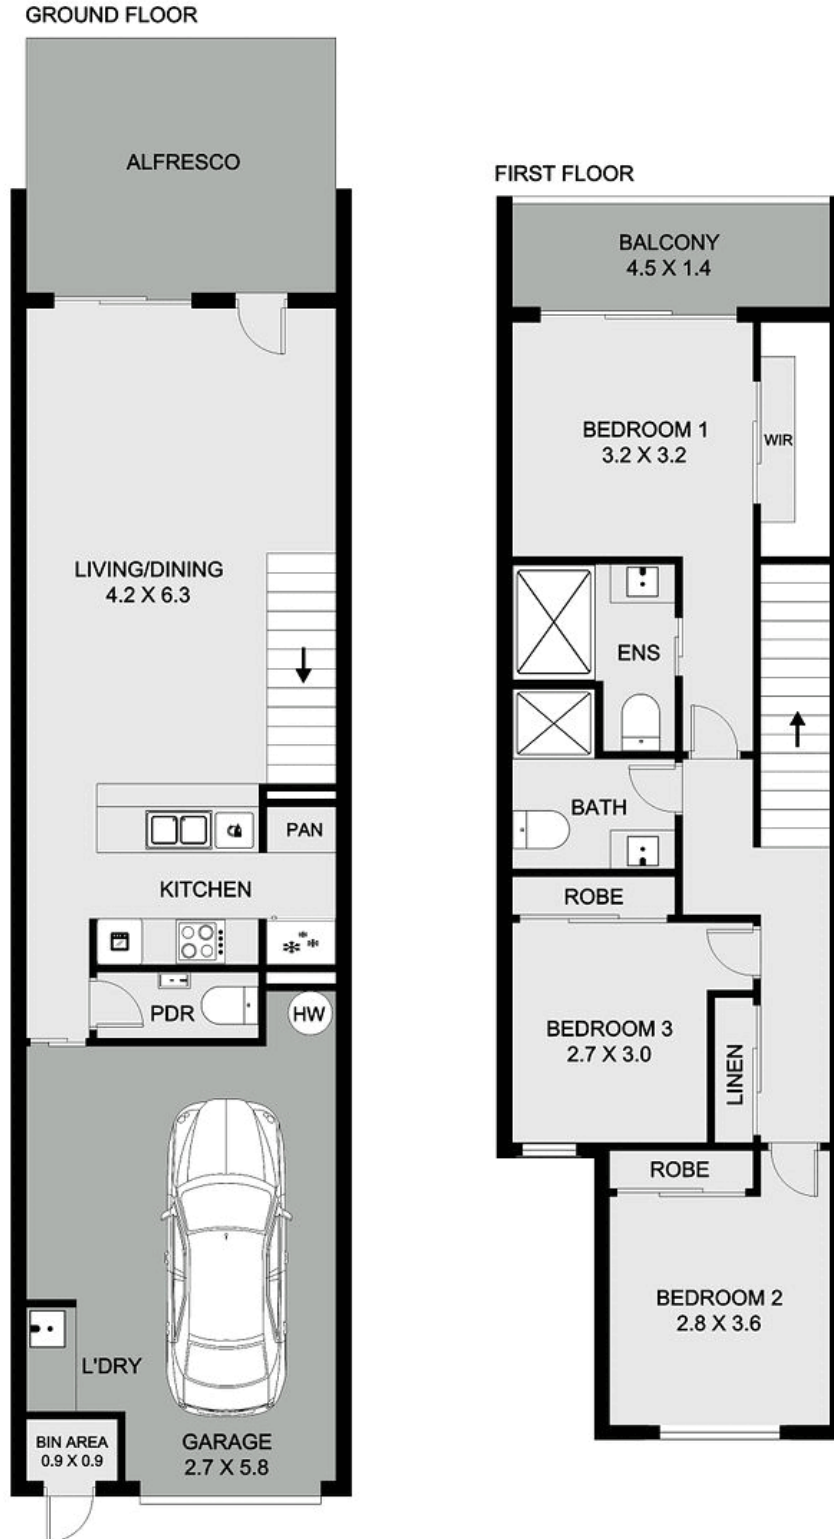 GROUND FLOOR
ALFRESCO
LIVING/DINING
4.2 X 6.3
PAN
KITCHEN
PDR
HW
L'DRY
BIN AREA
0.9 X 0.9
GARAGE
2.7 X 5.8
FIRST FLOOR
BALCONY
4.5 X 1.4
BEDROOM 1
3.2 X 3.2
WIR
ENS
BATH
ROBE
BEDROOM 3
2.7 X 3.0
LINEN
ROBE
BEDROOM 2
2.8 X 3.6